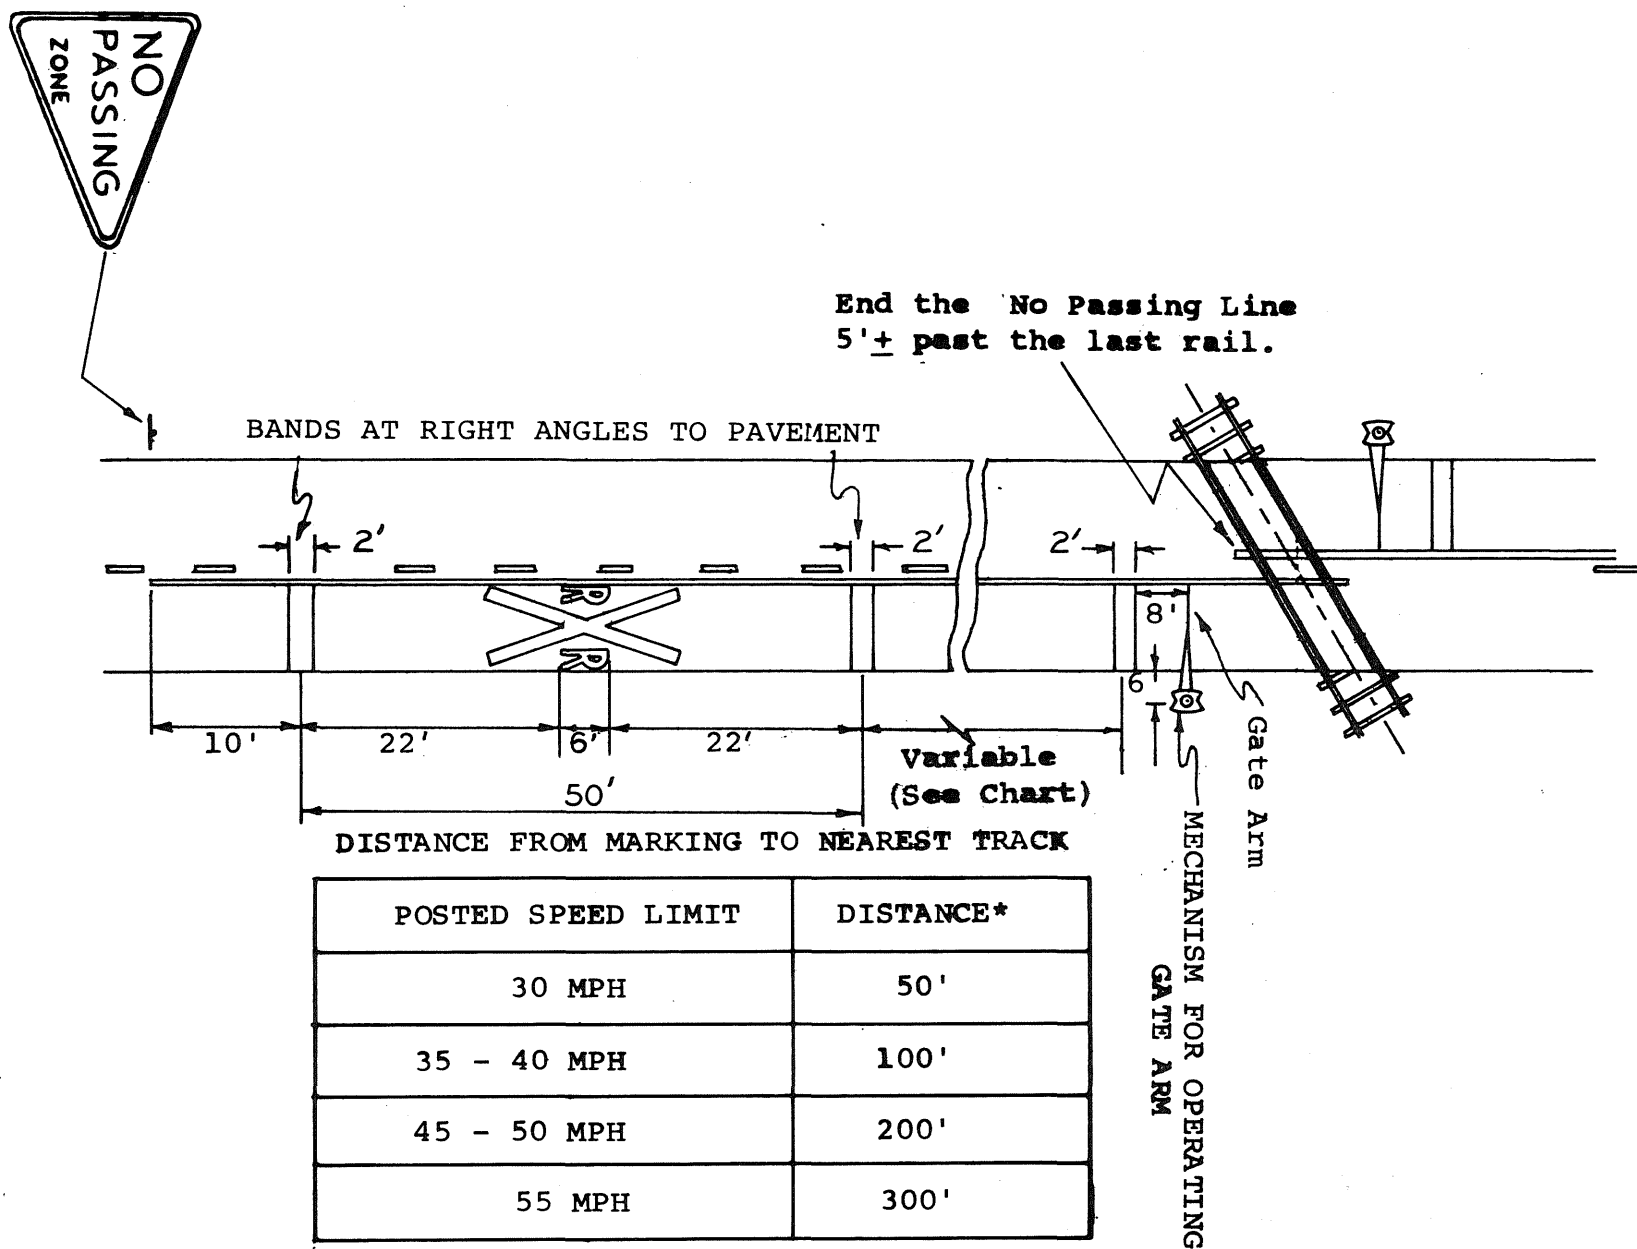 NO
PASSING
ZONE
End the No Passing Line
5'± past the last rail.
BANDS AT RIGHT ANGLES TO PAVEMENT
2'
2'
2'
R
R
8'
6
10'
22'
6'
22'
Variable
(See Chart)
50'
Gate Arm
MECHANISM FOR OPERATING
GATE ARM
DISTANCE FROM MARKING TO NEAREST TRACK
POSTED SPEED LIMIT DISTANCE*
30 MPH 50'
35 - 40 MPH 100'
45 - 50 MPH 200'
55 MPH 300'